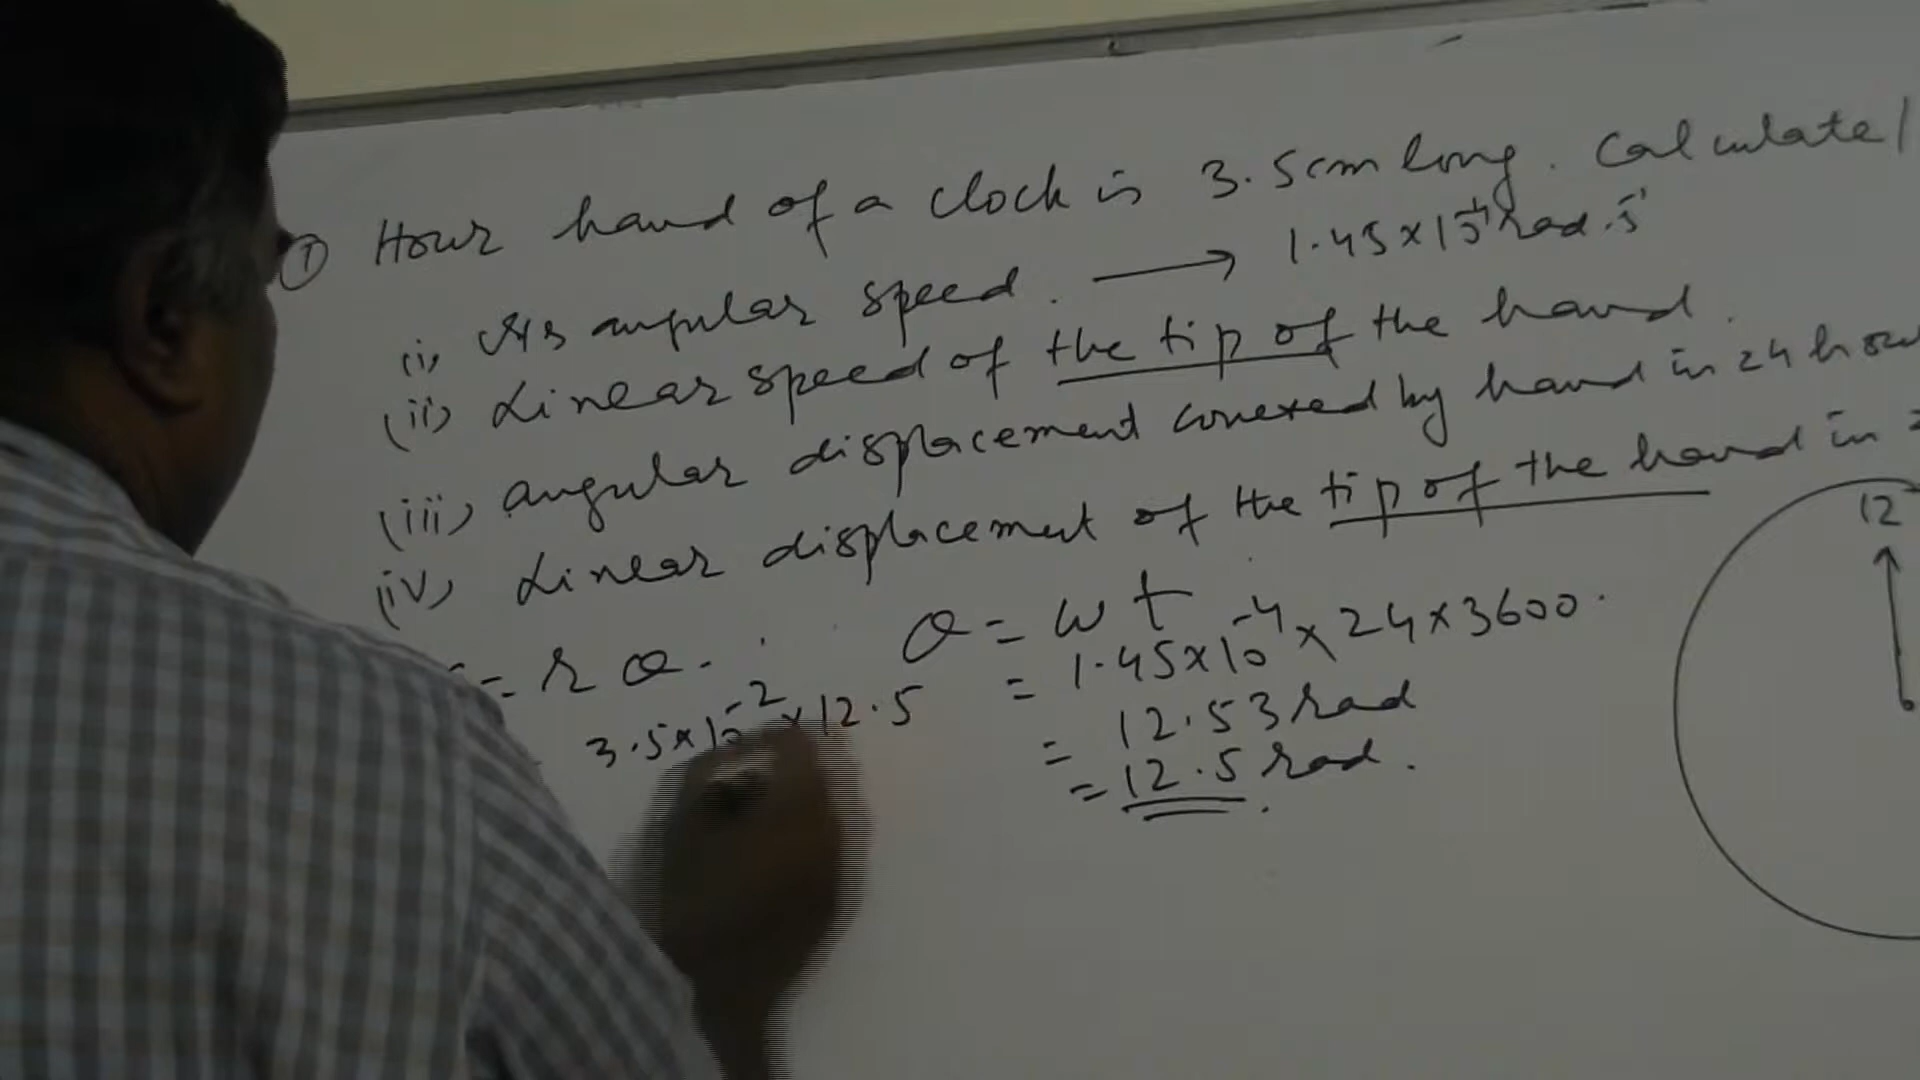 ① Hour hand of a clock is 3.5cm long. Calculate
(i) Its angular speed. → 1.45×10⁻⁴ rad.s⁻¹
(ii) Linear speed of the tip of the hand.
(iii) angular displacement covered by hand in 24 hou
(iv) Linear displacement of the tip of the hand in
= rθ.
3.5×10⁻²×12.5
θ = ωt
= 1.45×10⁻⁴ × 24×3600.
= 12.53 rad
= 12.5 rad.
12